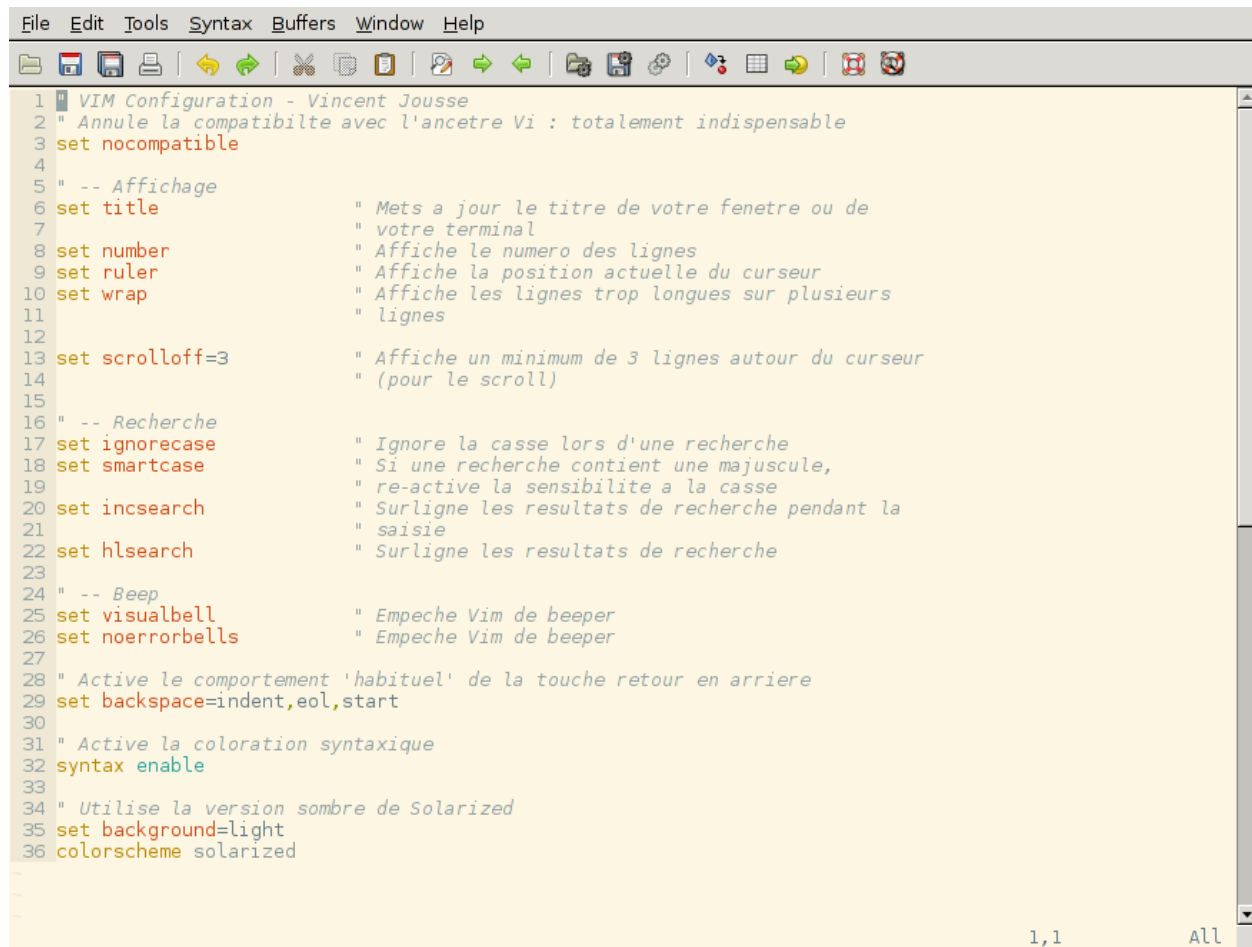 File Edit Tools Syntax Buffers Window Help
1 " VIM Configuration - Vincent Jousse
2 " Annule la compatibilte avec l'ancetre Vi : totalement indispensable
3 set nocompatible
4
5 " -- Affichage
6 set title " Mets a jour le titre de votre fenetre ou de
7 " votre terminal
8 set number " Affiche le numero des lignes
9 set ruler " Affiche la position actuelle du curseur
10 set wrap " Affiche les lignes trop longues sur plusieurs
11 " lignes
12
13 set scrolloff=3 " Affiche un minimum de 3 lignes autour du curseur
14 " (pour le scroll)
15
16 " -- Recherche
17 set ignorecase " Ignore la casse lors d'une recherche
18 set smartcase " Si une recherche contient une majuscule,
19 " re-active la sensibilite a la casse
20 set incsearch " Surligne les resultats de recherche pendant la
21 " saisie
22 set hlsearch " Surligne les resultats de recherche
23
24 " -- Beep
25 set visualbell " Empeche Vim de beeper
26 set noerrorbells " Empeche Vim de beeper
27
28 " Active le comportement 'habituel' de la touche retour en arriere
29 set backspace=indent,eol,start
30
31 " Active la coloration syntaxique
32 syntax enable
33
34 " Utilise la version sombre de Solarized
35 set background=light
36 colorscheme solarized
~
~
~
1,1 All